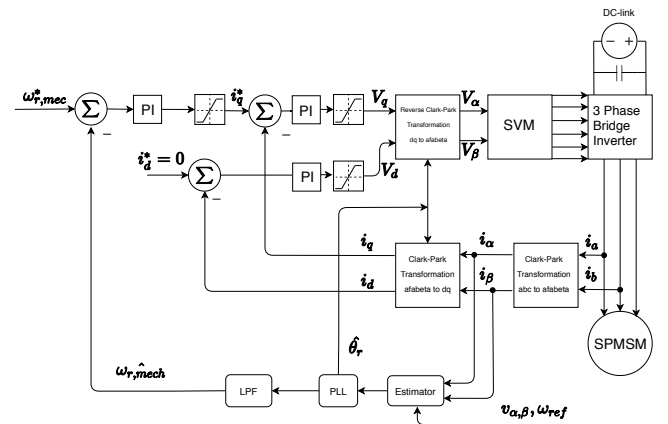 DC-link
− +
ω*r,mec
Σ
PI
i*q
Σ
PI
Vq
Reverse Clark-Park
Transformation
dq to afabeta
Vα
Vβ
SVM
3 Phase
Bridge
Inverter
−
−
i*d = 0
Σ
PI
Vd
−
iq
id
Clark-Park
Transformation
afabeta to dq
iα
iβ
Clark-Park
Transformation
abc to afabeta
ia
ib
SPMSM
θ̂r
ωr,mêch
LPF
PLL
Estimator
vα,β, ωref